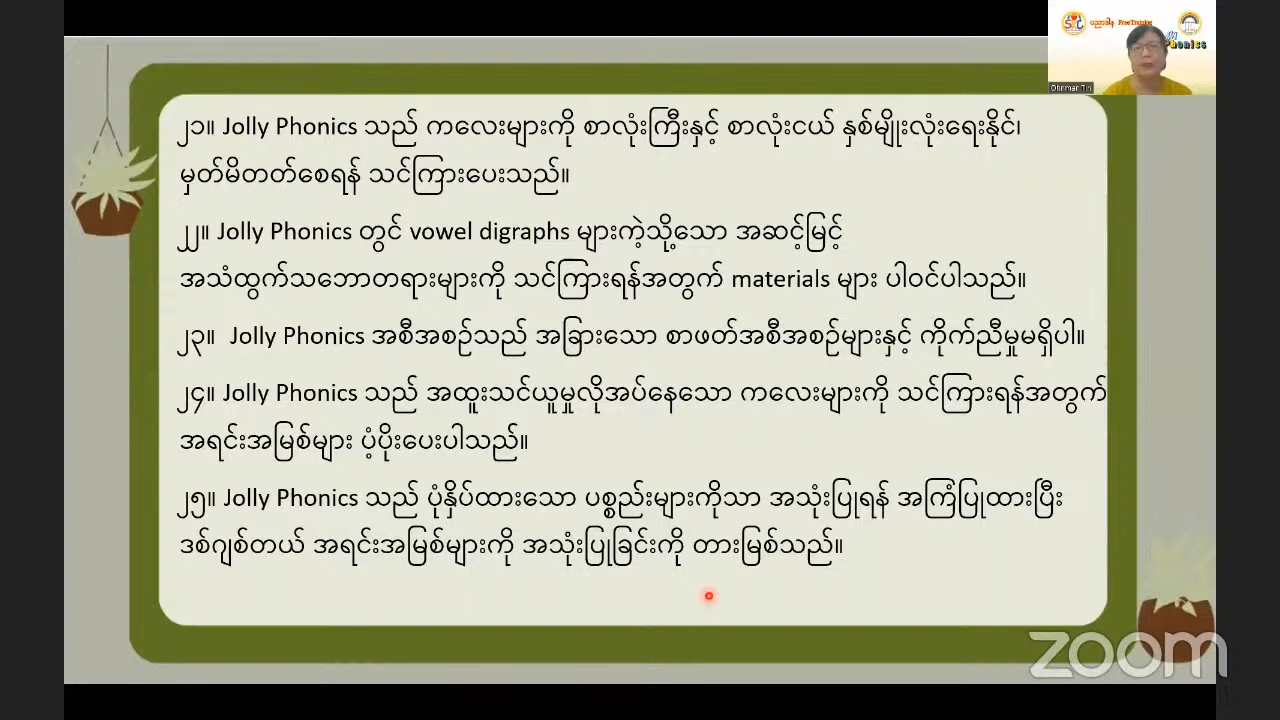 ပညာဒါန Free Training
Phonics
Ohnmar Tin
၂၁။ Jolly Phonics သည် ကလေးများကို စာလုံးကြီးနှင့် စာလုံးငယ် နှစ်မျိုးလုံးရေးနိုင်၊
မှတ်မိတတ်စေရန် သင်ကြားပေးသည်။
၂၂။ Jolly Phonics တွင် vowel digraphs များကဲ့သို့သော အဆင့်မြင့်
အသံထွက်သဘောတရားများကို သင်ကြားရန်အတွက် materials များ ပါဝင်ပါသည်။
၂၃။ Jolly Phonics အစီအစဉ်သည် အခြားသော စာဖတ်အစီအစဉ်များနှင့် ကိုက်ညီမှုမရှိပါ။
၂၄။ Jolly Phonics သည် အထူးသင်ယူမှုလိုအပ်နေသော ကလေးများကို သင်ကြားရန်အတွက်
အရင်းအမြစ်များ ပံ့ပိုးပေးပါသည်။
၂၅။ Jolly Phonics သည် ပုံနှိပ်ထားသော ပစ္စည်းများကိုသာ အသုံးပြုရန် အကြံပြုထားပြီး
ဒစ်ဂျစ်တယ် အရင်းအမြစ်များကို အသုံးပြုခြင်းကို တားမြစ်သည်။
zoom